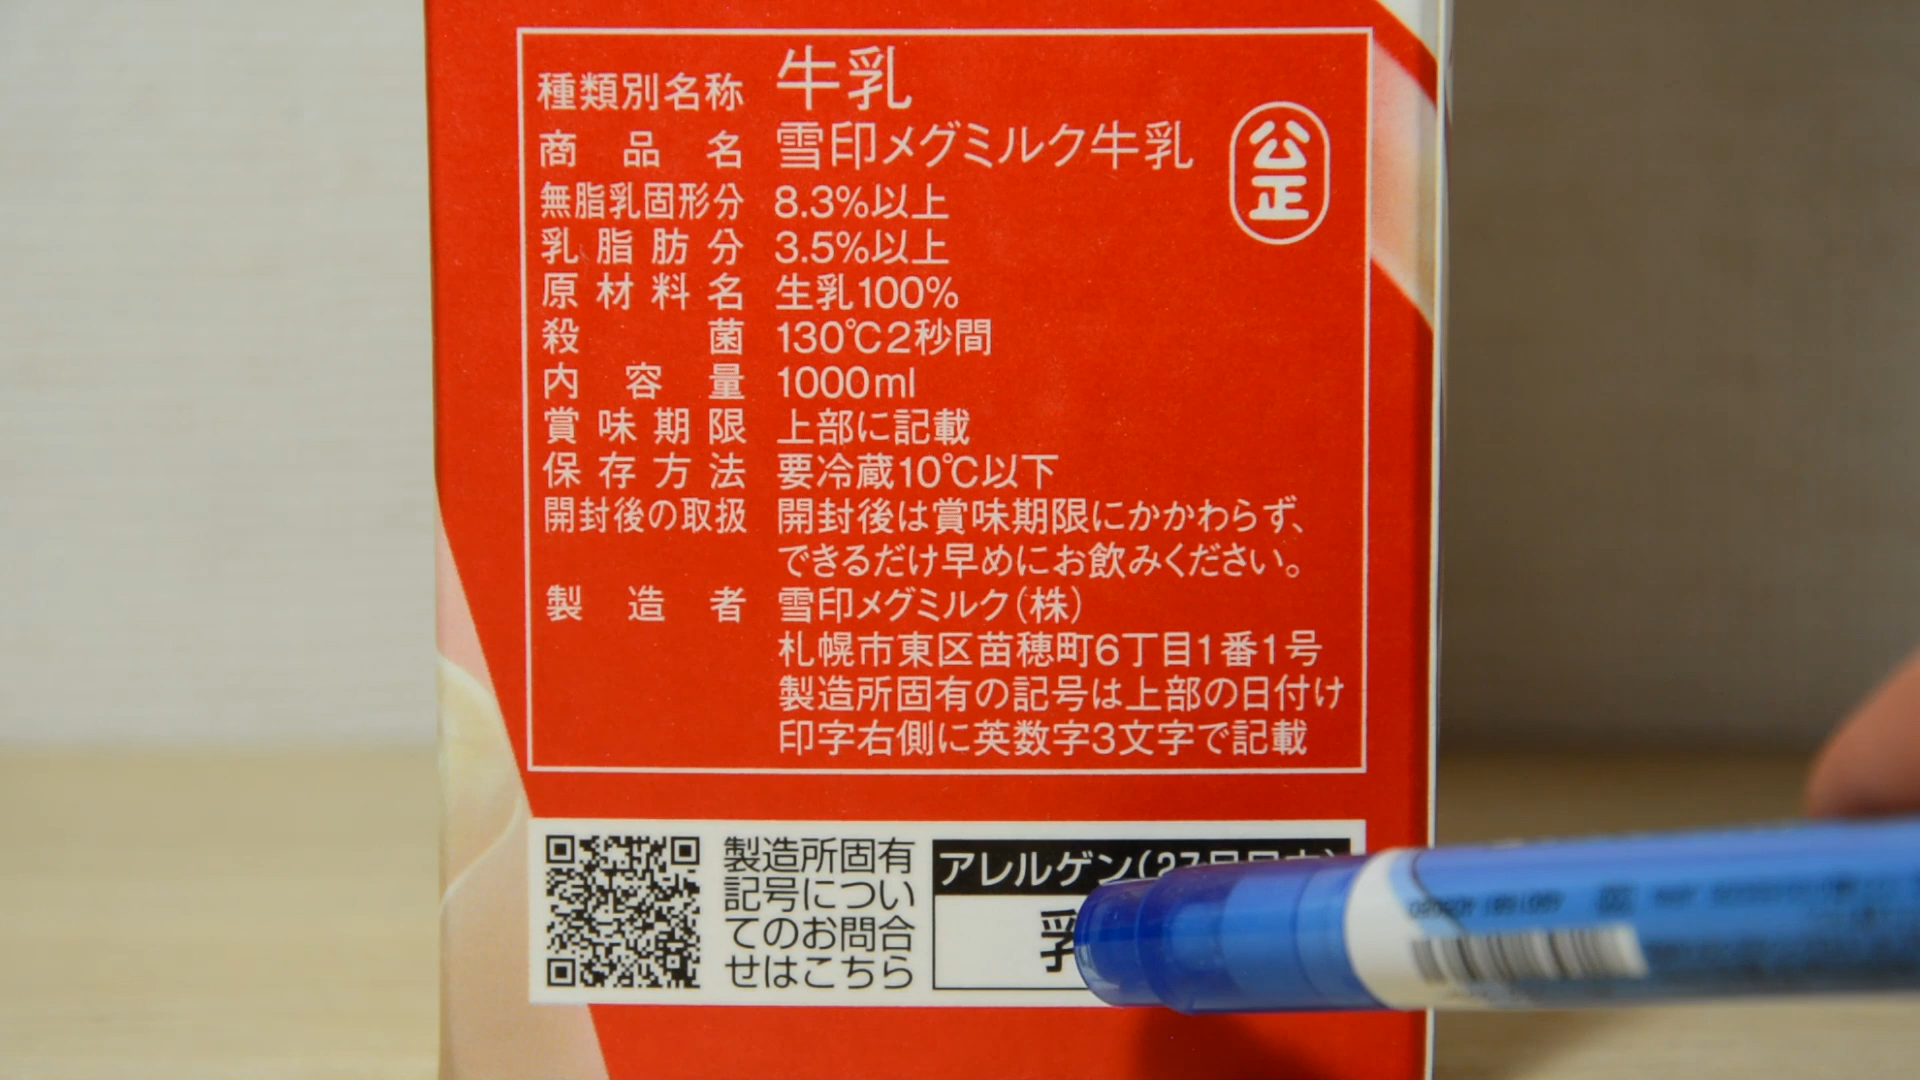 種類別名称 牛乳
商品名 雪印メグミルク牛乳
公正
無脂乳固形分 8.3%以上
乳脂肪分 3.5%以上
原材料名 生乳100%
殺菌 130℃2秒間
内容量 1000ml
賞味期限 上部に記載
保存方法 要冷蔵10℃以下
開封後の取扱 開封後は賞味期限にかかわらず、
できるだけ早めにお飲みください。
製造者 雪印メグミルク(株)
札幌市東区苗穂町6丁目1番1号
製造所固有の記号は上部の日付け
印字右側に英数字3文字で記載
製造所固有
記号につい
てのお問合
せはこちら
アレルゲン(27
乳